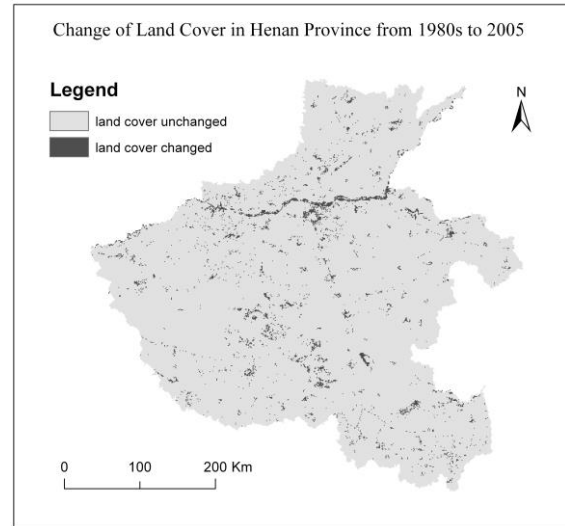 Change of Land Cover in Henan Province from 1980s to 2005
Legend
land cover unchanged
land cover changed
N
0 100 200 Km